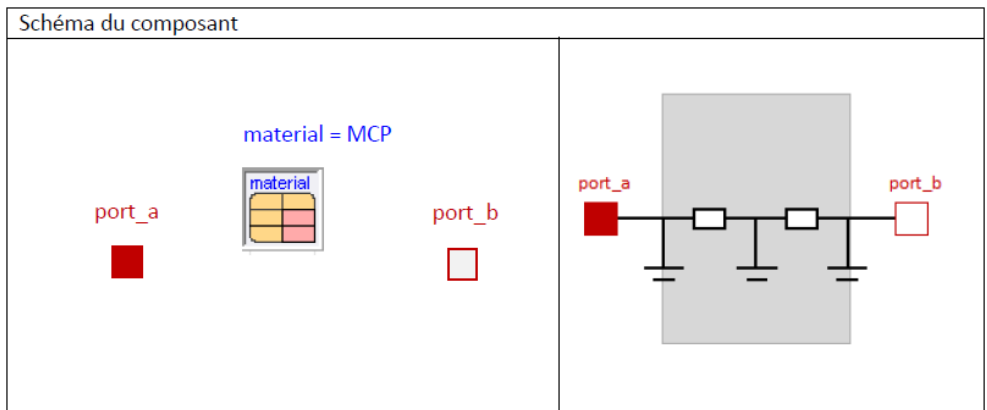 Schéma du composant
material = MCP
material
port_a
port_b
port_a
port_b